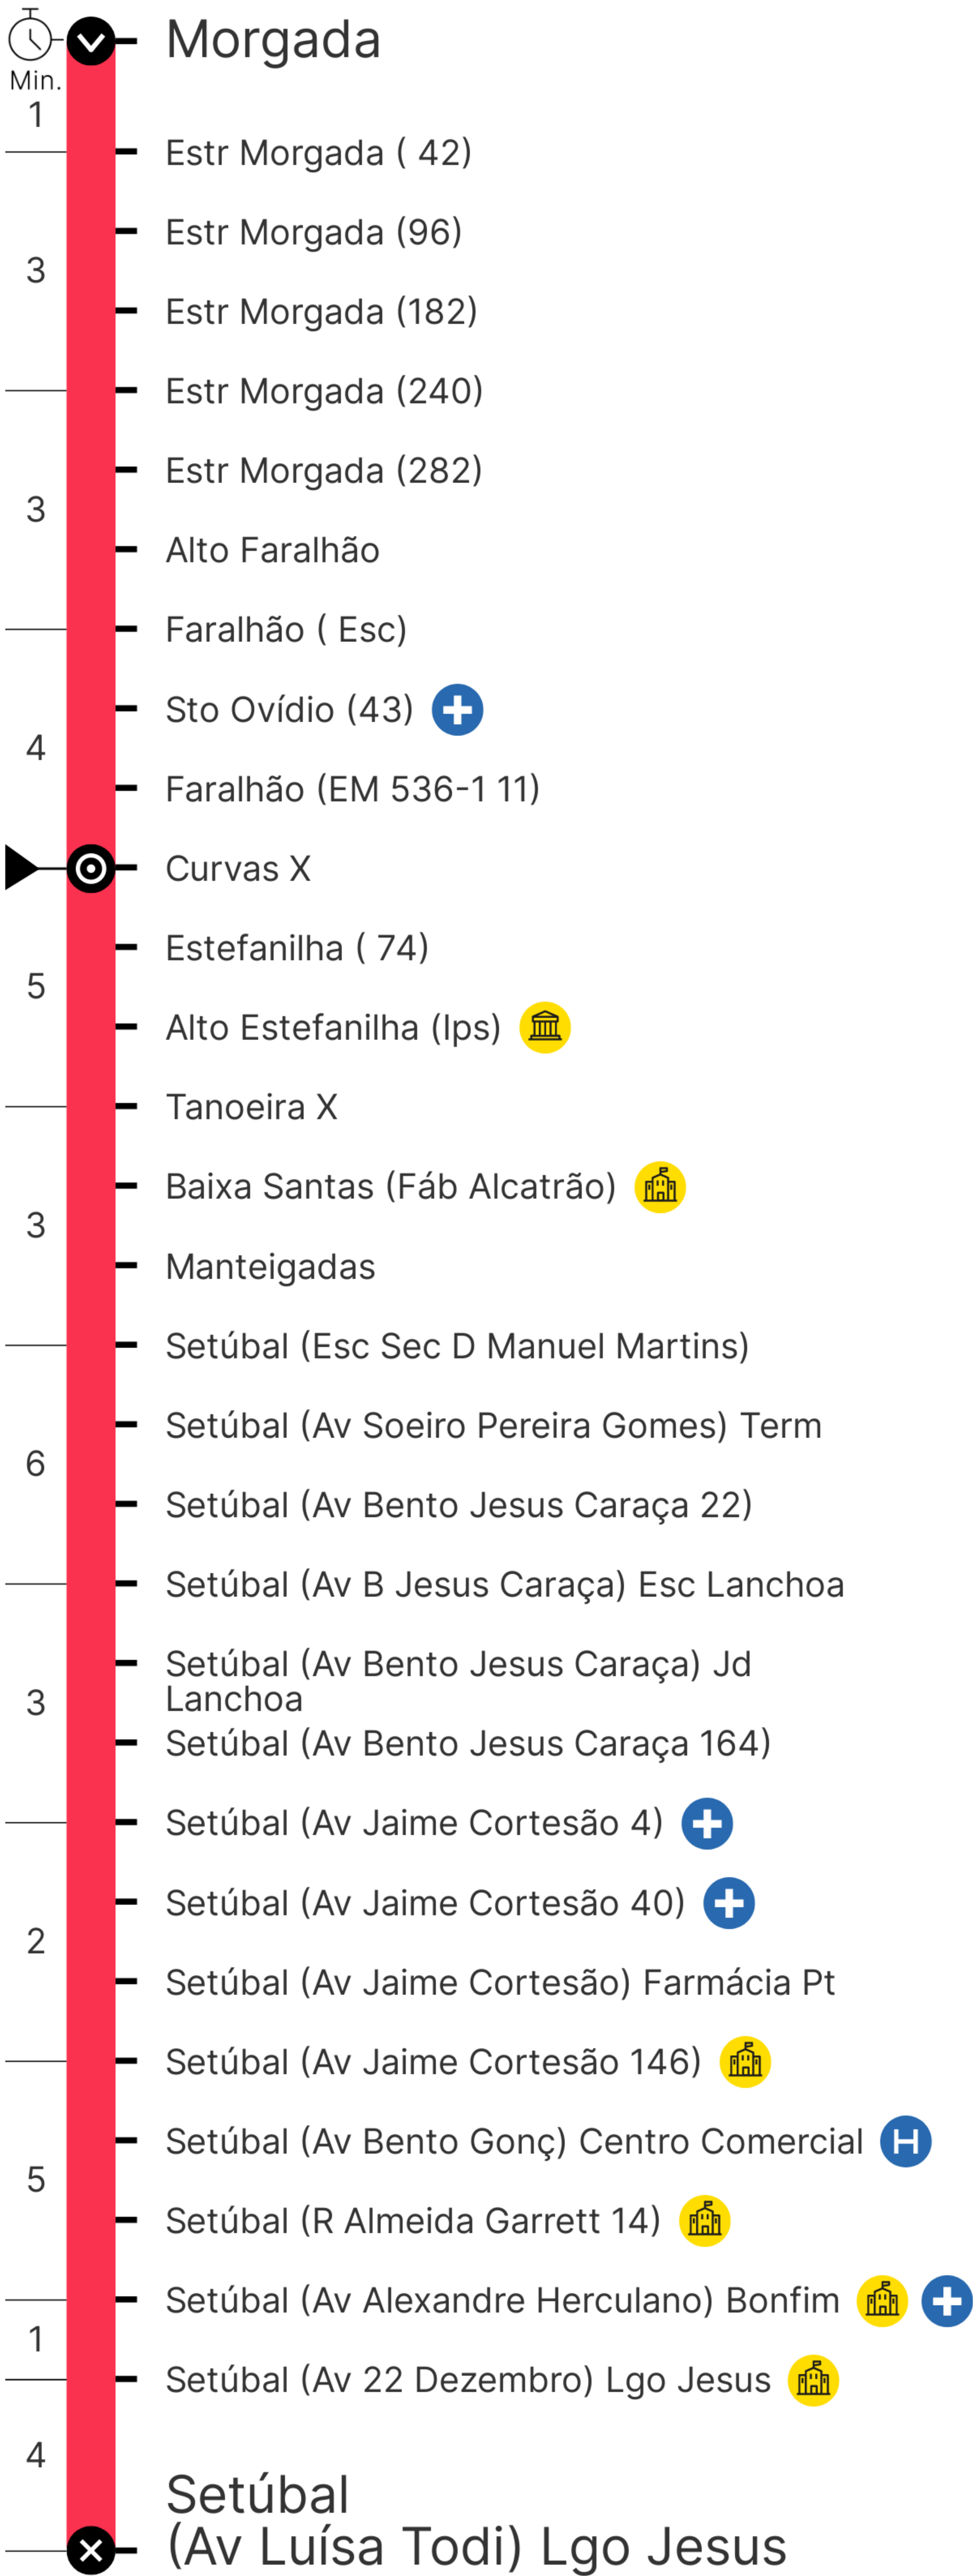 Morgada
Min.
1
Estr Morgada ( 42)
Estr Morgada (96)
3
Estr Morgada (182)
Estr Morgada (240)
Estr Morgada (282)
3
Alto Faralhão
Faralhão ( Esc)
Sto Ovídio (43)
4
Faralhão (EM 536-1 11)
Curvas X
Estefanilha ( 74)
5
Alto Estefanilha (Ips)
Tanoeira X
Baixa Santas (Fáb Alcatrão)
3
Manteigadas
Setúbal (Esc Sec D Manuel Martins)
Setúbal (Av Soeiro Pereira Gomes) Term
6
Setúbal (Av Bento Jesus Caraça 22)
Setúbal (Av B Jesus Caraça) Esc Lanchoa
Setúbal (Av Bento Jesus Caraça) Jd
Lanchoa
3
Setúbal (Av Bento Jesus Caraça 164)
Setúbal (Av Jaime Cortesão 4)
Setúbal (Av Jaime Cortesão 40)
2
Setúbal (Av Jaime Cortesão) Farmácia Pt
Setúbal (Av Jaime Cortesão 146)
Setúbal (Av Bento Gonç) Centro Comercial H
5
Setúbal (R Almeida Garrett 14)
Setúbal (Av Alexandre Herculano) Bonfim
1
Setúbal (Av 22 Dezembro) Lgo Jesus
4
Setúbal
(Av Luísa Todi) Lgo Jesus